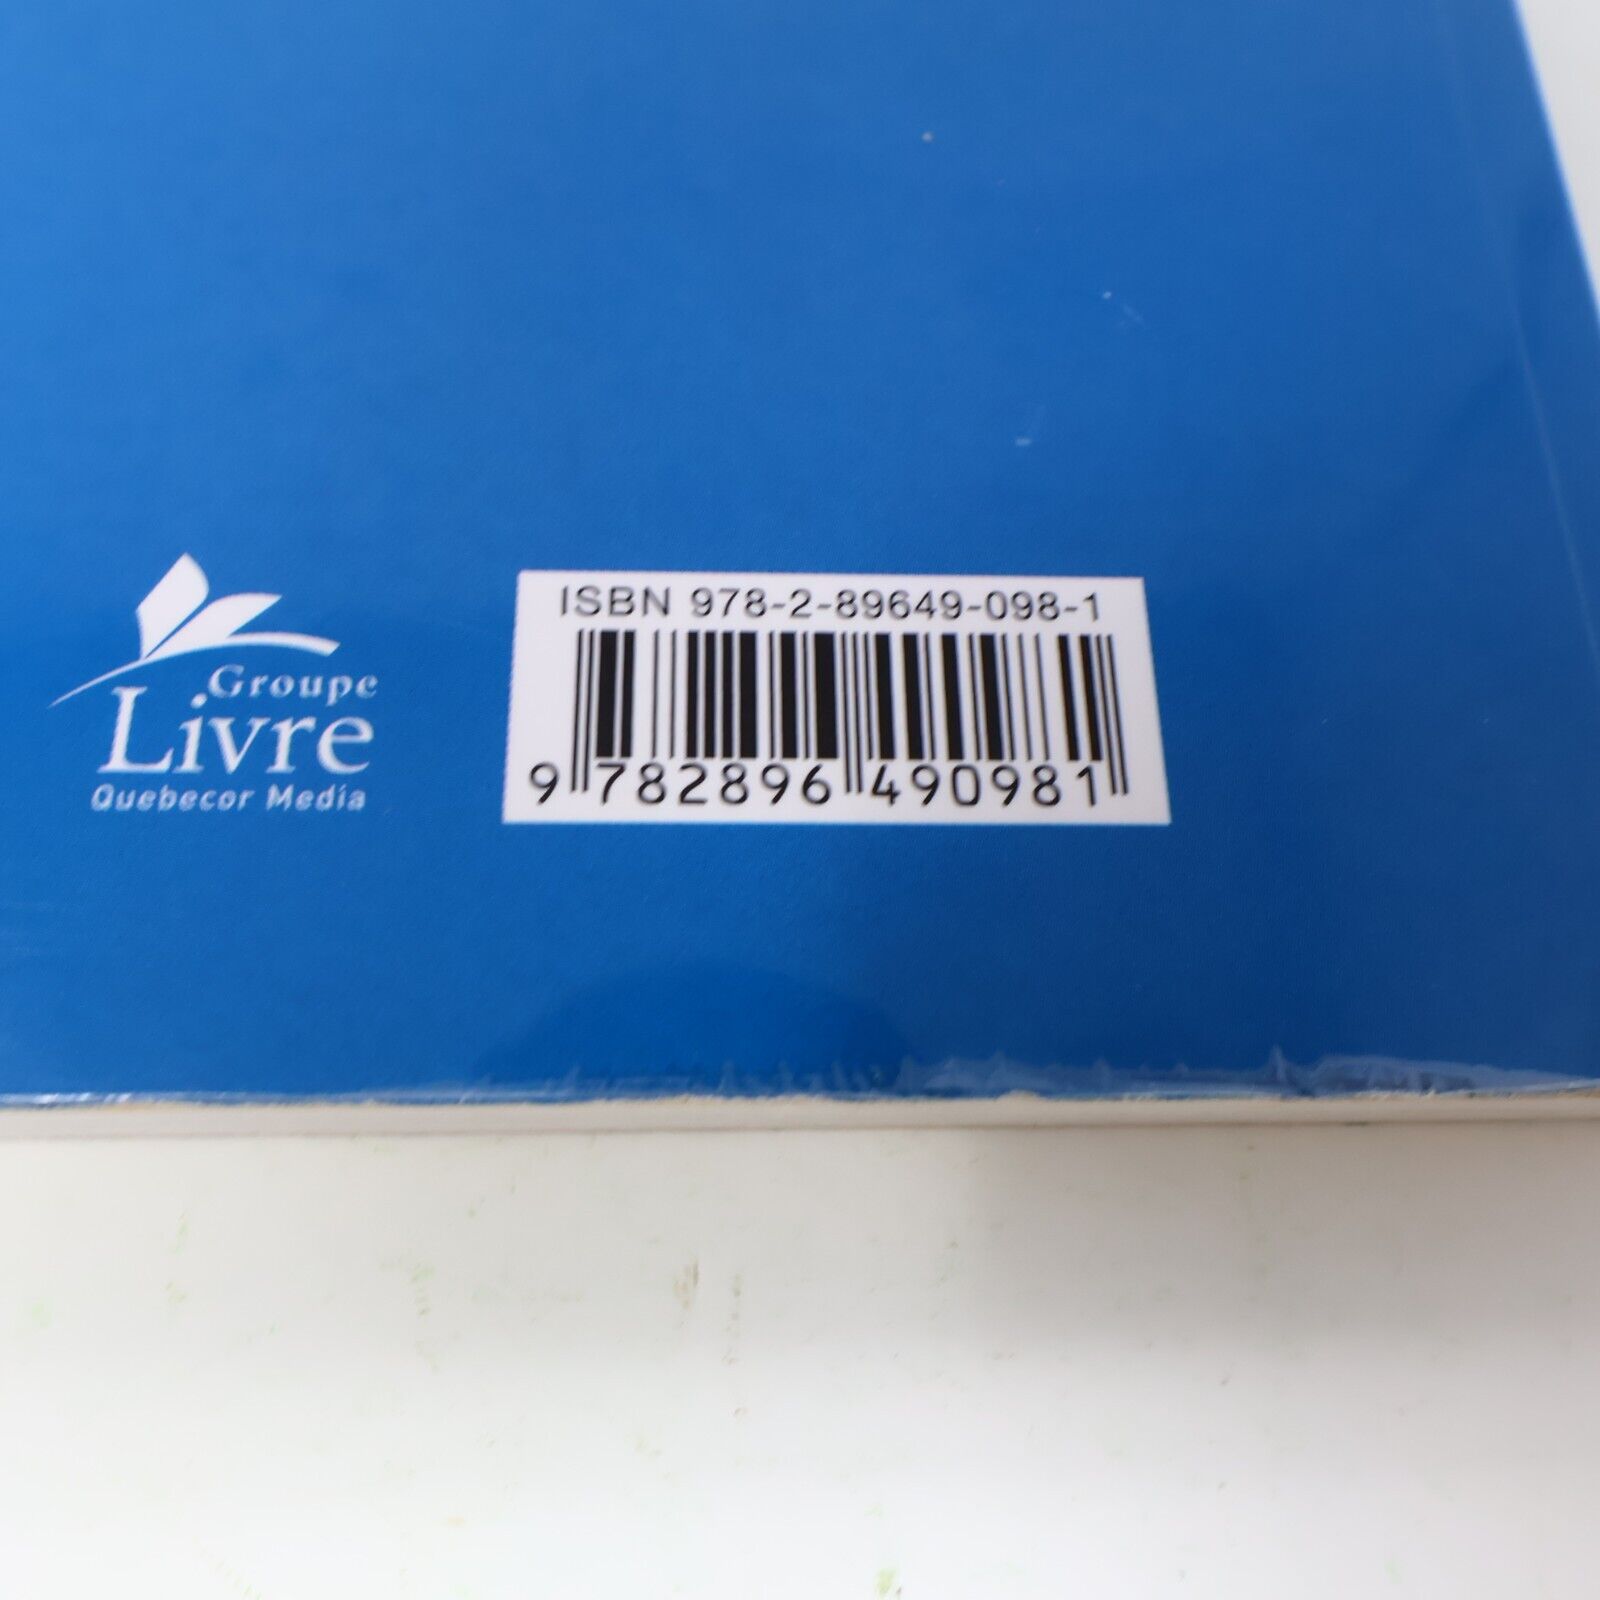 Groupe
Livre
Quebecor Media
ISBN 978-2-89649-098-1
9 782896 490981